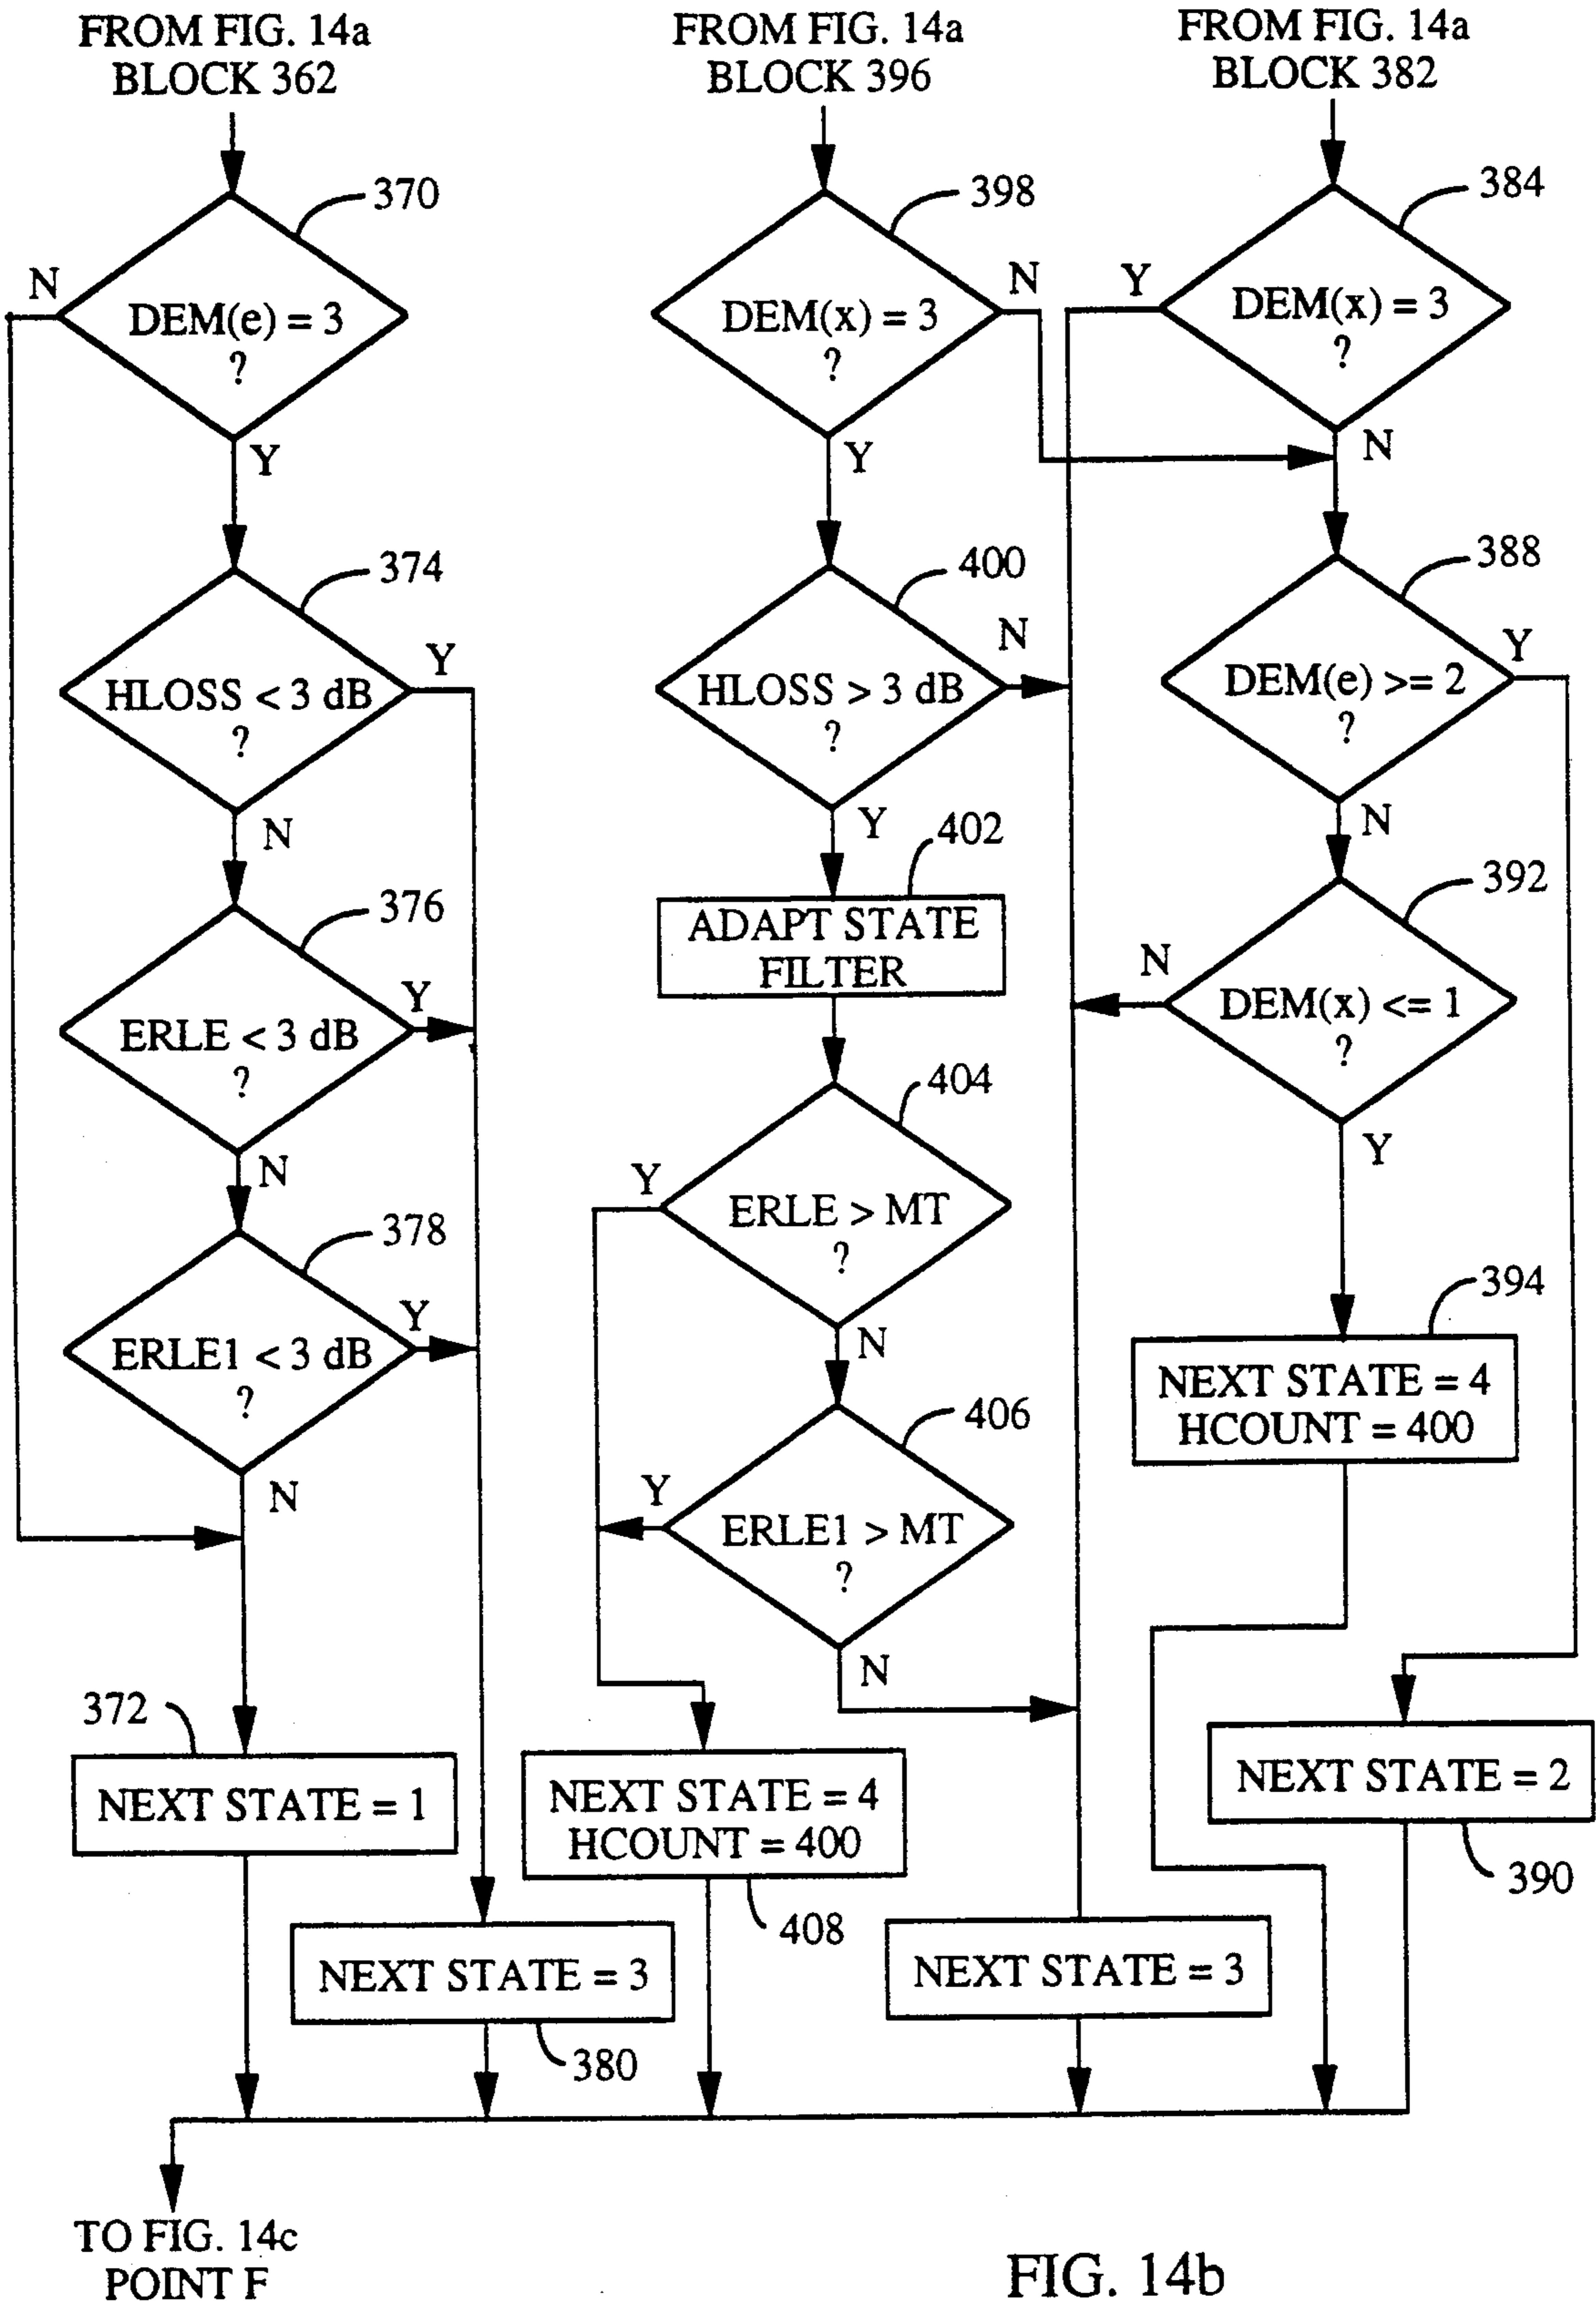 FROM FIG. 14a
BLOCK 362
FROM FIG. 14a
BLOCK 396
FROM FIG. 14a
BLOCK 382
370
N
DEM(e) = 3
?
Y
398
N
DEM(x) = 3
?
Y
384
Y
DEM(x) = 3
?
N
374
Y
HLOSS < 3 dB
?
N
400
N
HLOSS > 3 dB
?
Y
388
Y
DEM(e) >= 2
?
N
376
Y
ERLE < 3 dB
?
N
402
ADAPT STATE
FILTER
392
N
DEM(x) <= 1
?
Y
378
Y
ERLE1 < 3 dB
?
N
404
Y
ERLE > MT
?
N
394
NEXT STATE = 4
HCOUNT = 400
406
Y
ERLE1 > MT
?
N
372
NEXT STATE = 1
NEXT STATE = 4
HCOUNT = 400
408
NEXT STATE = 2
390
NEXT STATE = 3
380
NEXT STATE = 3
TO FIG. 14c
POINT F
FIG. 14b